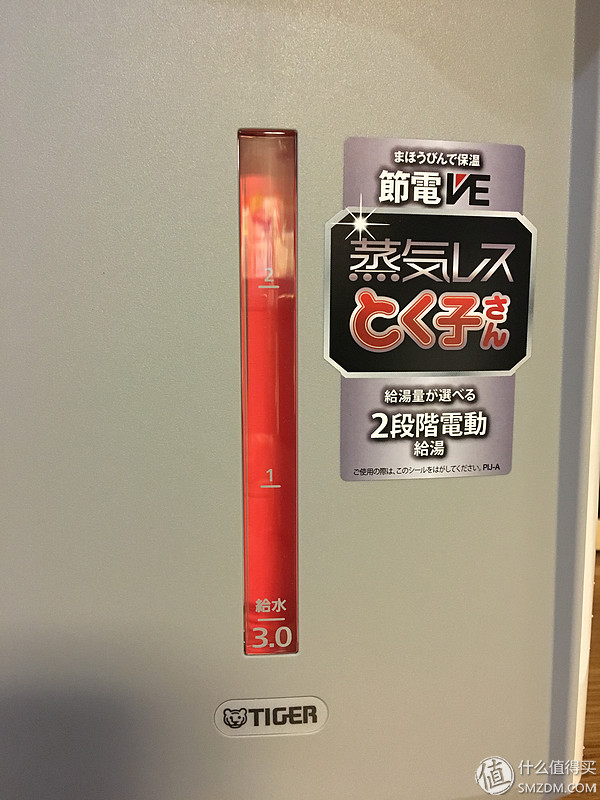 まほうびんで保温
節電VE
蒸気レス
とく子さん
給湯量が選べる
2段階電動
給湯
ご使用の際は、このシールをはがしてください。PIJ-A
2
1
給水
3.0
TIGER
值 什么值得买
SMZDM.COM